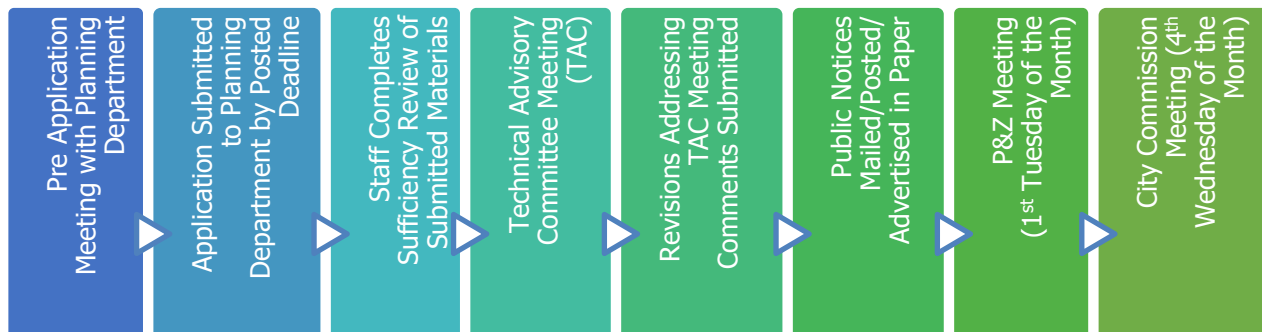 Pre Application
Meeting with Planning
Department
Application Submitted
to Planning
Department by Posted
Deadline
Staff Completes
Sufficiency Review of
Submitted Materials
Technical Advisory
Committee Meeting
(TAC)
Revisions Addressing
TAC Meeting
Comments Submitted
Public Notices
Mailed/Posted/
Advertised in Paper
P&Z Meeting
(1st Tuesday of the
Month)
City Commission
Meeting (4th
Wednesday of the
Month)